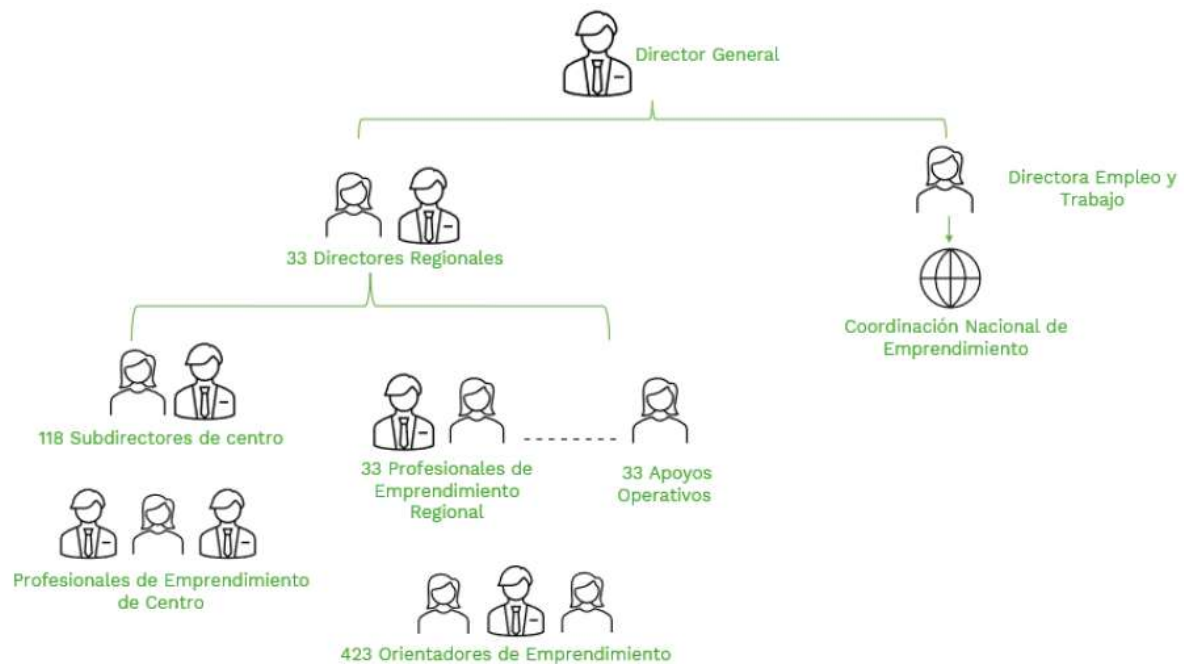 Director General
Directora Empleo y
Trabajo
33 Directores Regionales
Coordinación Nacional de
Emprendimiento
118 Subdirectores de centro
33 Profesionales de
Emprendimiento
Regional
33 Apoyos
Operativos
Profesionales de Emprendimiento
de Centro
423 Orientadores de Emprendimiento